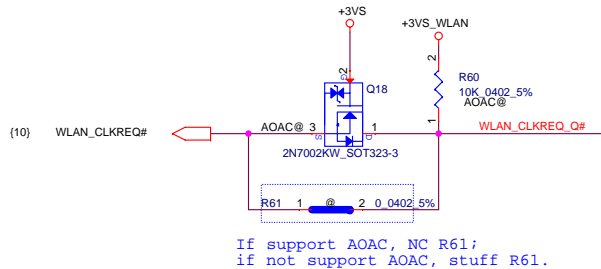 +3VS
+3VS_WLAN
2
G
Q18
2
R60
10K_0402_5%
AOAC@
1
{10} WLAN_CLKREQ#
AOAC@ 3
S
1
D
WLAN_CLKREQ_Q#
2N7002KW_SOT323-3
R61 1 @ 2 0_0402_5%
If support AOAC, NC R61;
if not support AOAC, stuff R61.